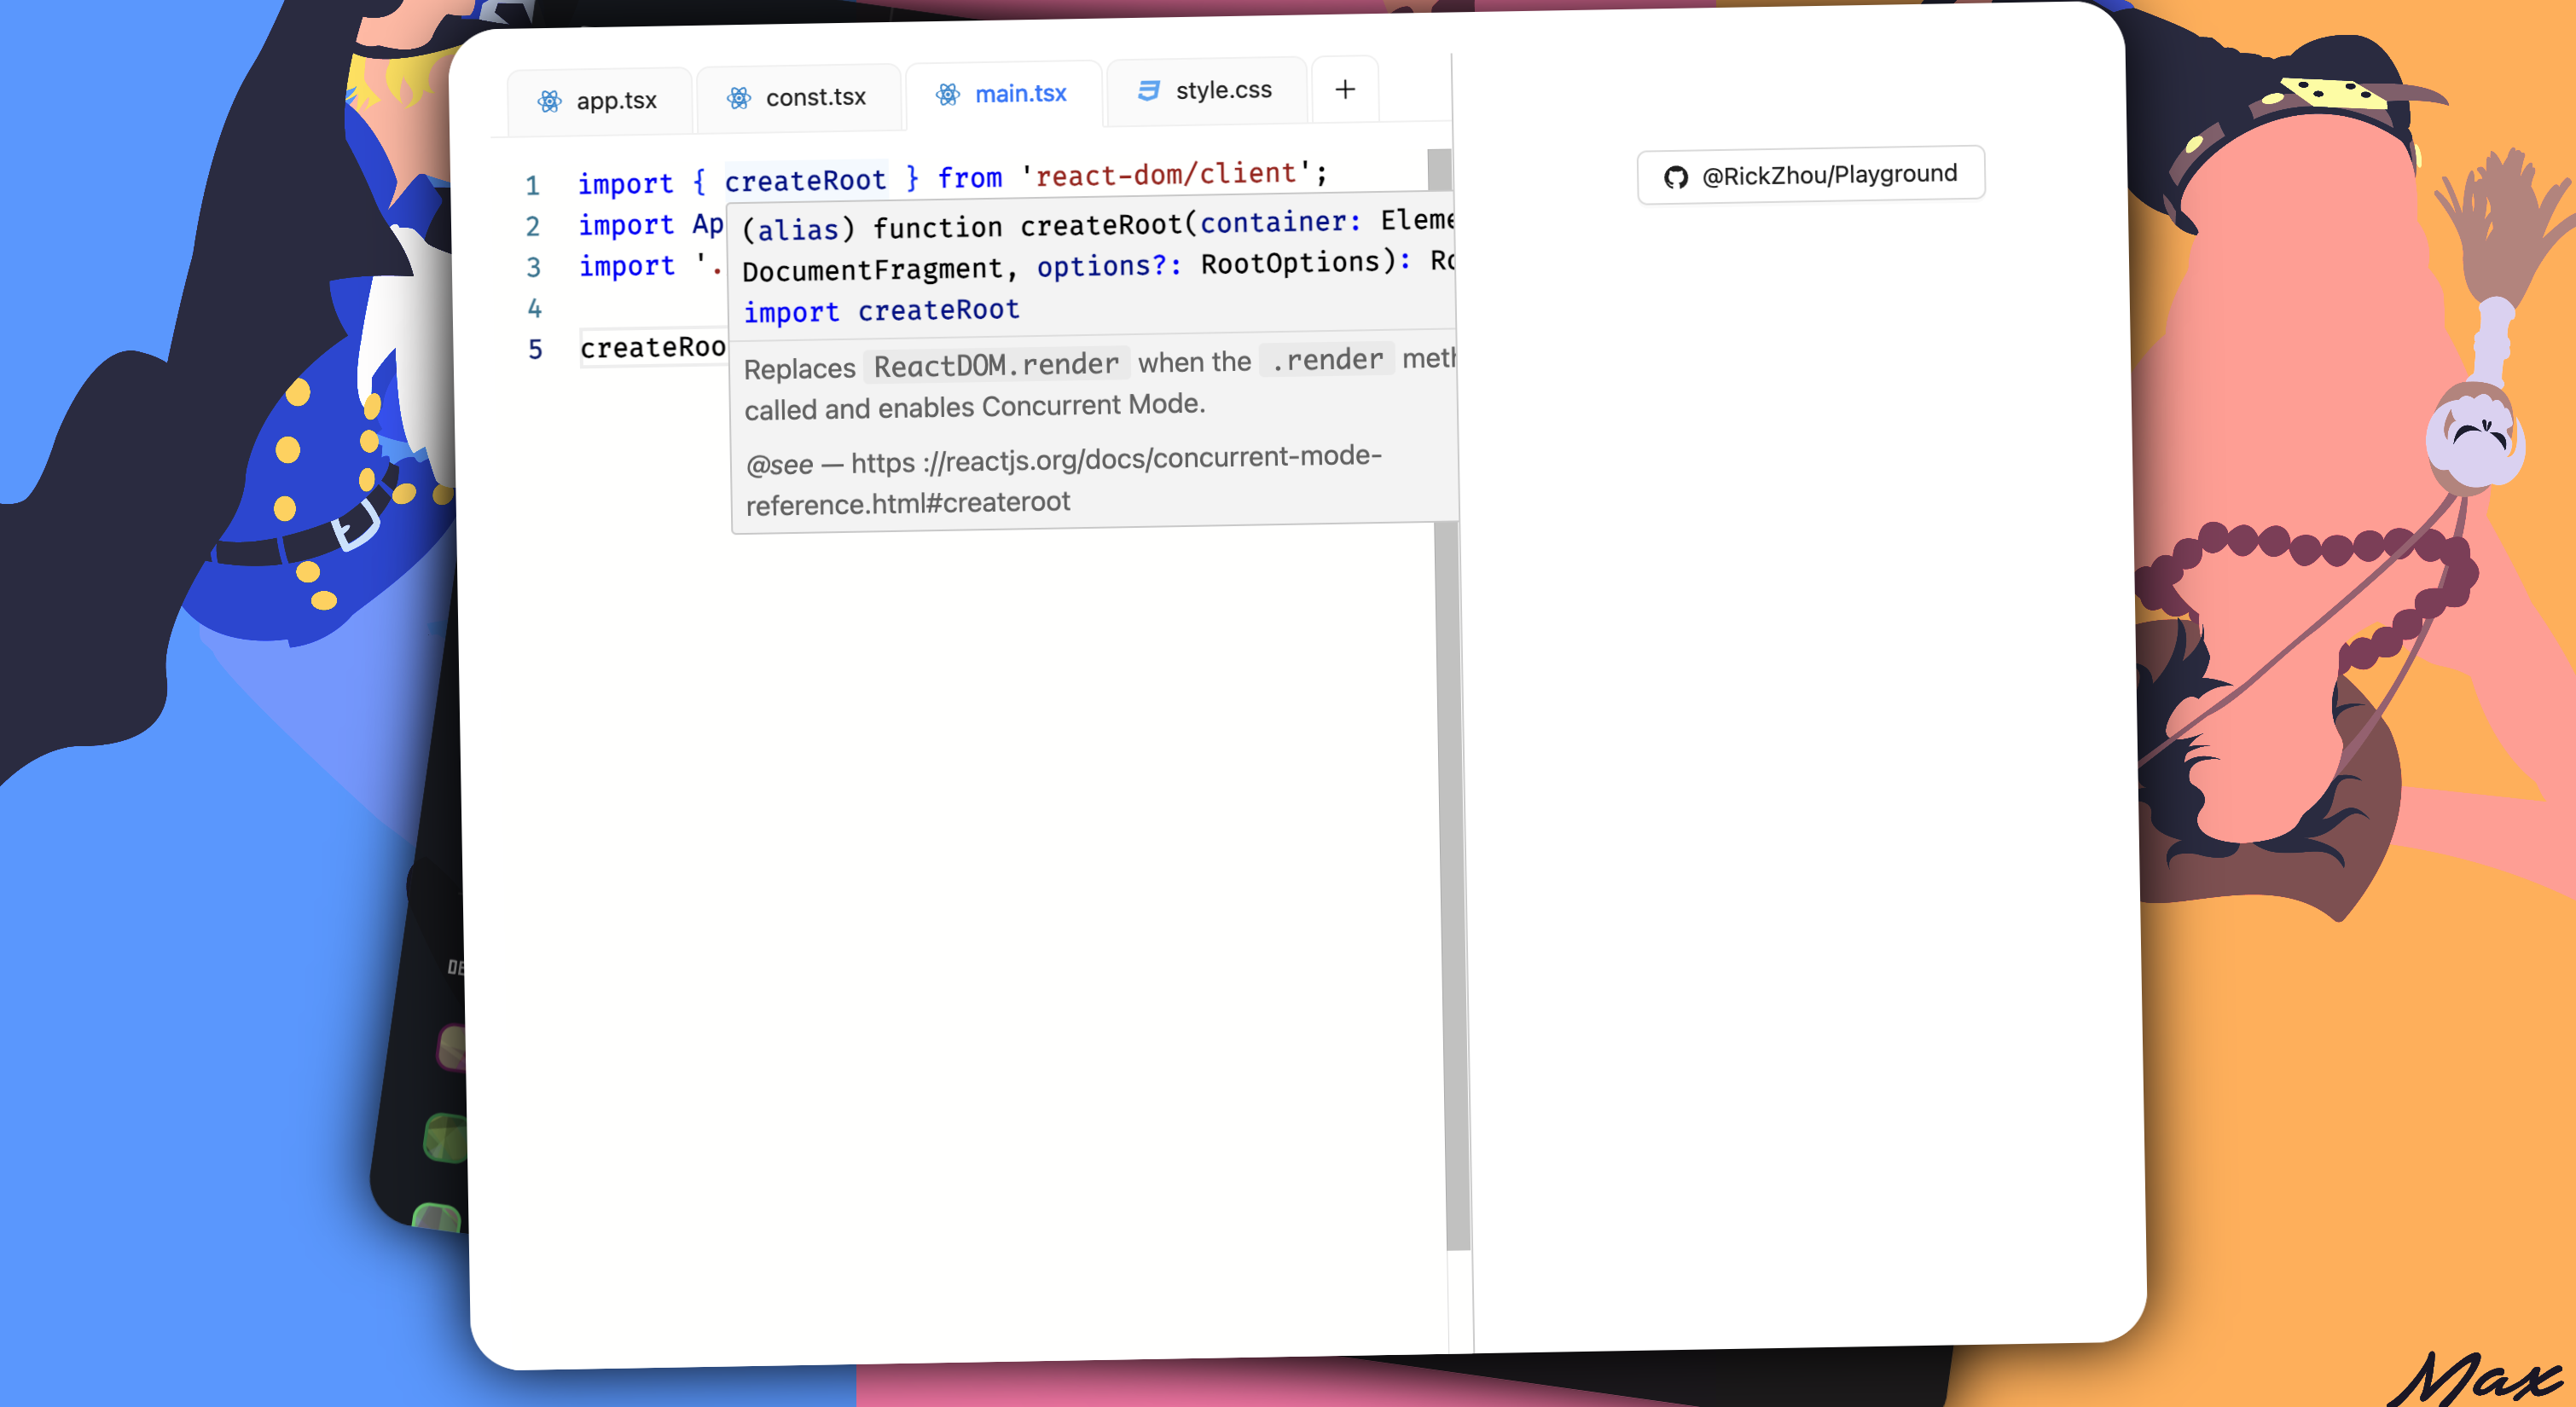 app.tsx
const.tsx
main.tsx
style.css
+
1 import { createRoot } from 'react-dom/client';
2 import Ap
3 import '.
4
5 createRoo
(alias) function createRoot(container: Eleme
DocumentFragment, options?: RootOptions): Ro
import createRoot
Replaces ReactDOM.render when the .render meth
called and enables Concurrent Mode.
@see — https ://reactjs.org/docs/concurrent-mode-
reference.html#createroot
@RickZhou/Playground
DE
Max